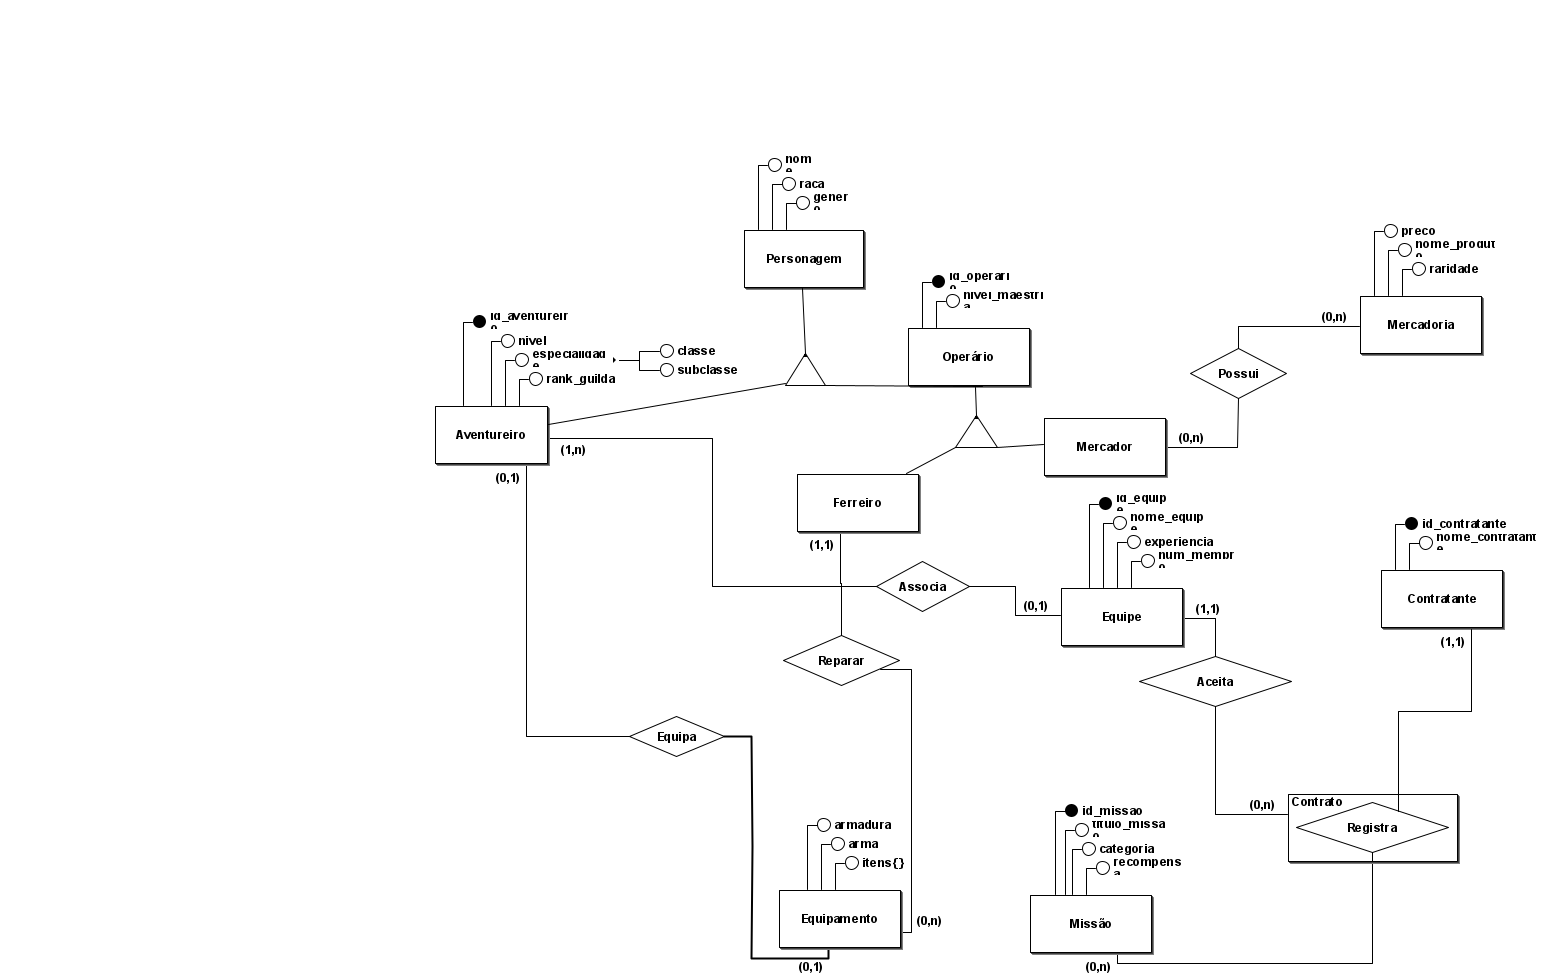 nome
raca
genero
Personagem
id_operario
nivel_maestria
Operário
preco
nome_produto
raridade
Mercadoria
(0,n)
Possui
(0,n)
Mercador
id_aventureiro
nivel
especialidade
classe
subclasse
rank_guilda
Aventureiro
(1,n)
(0,1)
Ferreiro
(1,1)
id_equipe
nome_equipe
experiencia
num_membro
Equipe
(0,1)
(1,1)
Associa
id_contratante
nome_contratante
Contratante
(1,1)
Reparar
Aceita
Equipa
(0,n)
Contrato
Registra
armadura
arma
itens{}
Equipamento
(0,n)
(0,1)
id_missao
titulo_missao
categoria
recompensa
Missão
(0,n)